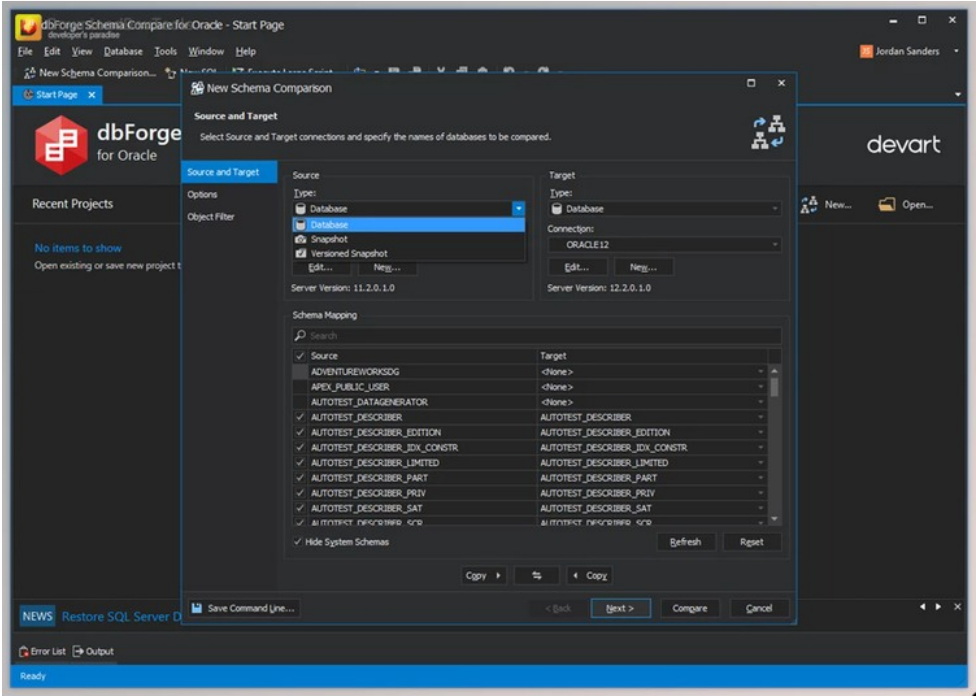 dbForge Schema Compare for Oracle - Start Page
developer's paradise
File Edit View Database Tools Window Help
Jordan Sanders
New Schema Comparison...
Start Page
New Schema Comparison
Source and Target
Select Source and Target connections and specify the names of databases to be compared.
dbForge
for Oracle
devart
Source and Target
Options
Object Filter
Recent Projects
No items to show
Open existing or save new project t
New... Open...
Source
Type:
Database
Database
Snapshot
Versioned Snapshot
Edit... New...
Server Version: 11.2.0.1.0
Target
Type:
Database
Connection:
ORACLE12
Edit... New...
Server Version: 12.2.0.1.0
Schema Mapping
Search
Source Target
ADVENTUREWORKSDG <None>
APEX_PUBLIC_USER <None>
AUTOTEST_DATAGENERATOR <None>
AUTOTEST_DESCRIBER AUTOTEST_DESCRIBER
AUTOTEST_DESCRIBER_EDITION AUTOTEST_DESCRIBER_EDITION
AUTOTEST_DESCRIBER_IDX_CONSTR AUTOTEST_DESCRIBER_IDX_CONSTR
AUTOTEST_DESCRIBER_LIMITED AUTOTEST_DESCRIBER_LIMITED
AUTOTEST_DESCRIBER_PART AUTOTEST_DESCRIBER_PART
AUTOTEST_DESCRIBER_PRIV AUTOTEST_DESCRIBER_PRIV
AUTOTEST_DESCRIBER_SAT AUTOTEST_DESCRIBER_SAT
AUTOTEST_DESCRIBER_SCR AUTOTEST_DESCRIBER_SCR
Hide System Schemas Refresh Reset
Copy Copy
Save Command Line... < Back Next > Compare Cancel
NEWS Restore SQL Server D
Error List Output
Ready